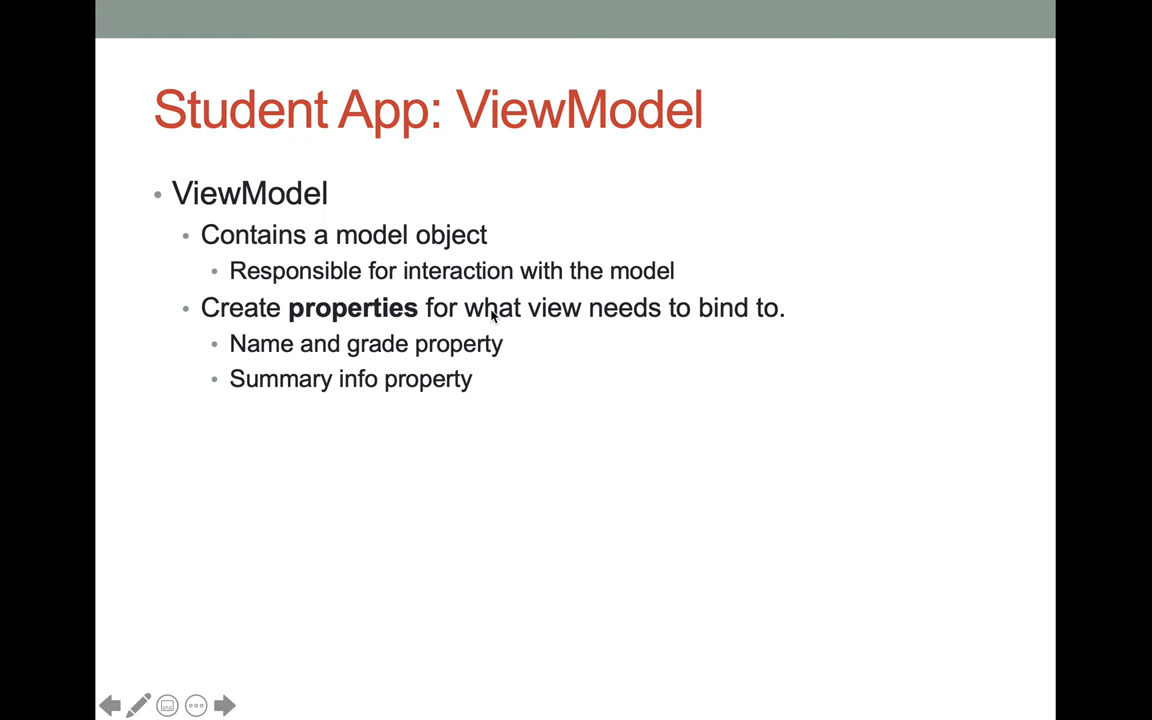 Student App: ViewModel
• ViewModel
• Contains a model object
• Responsible for interaction with the model
• Create properties for what view needs to bind to.
• Name and grade property
• Summary info property